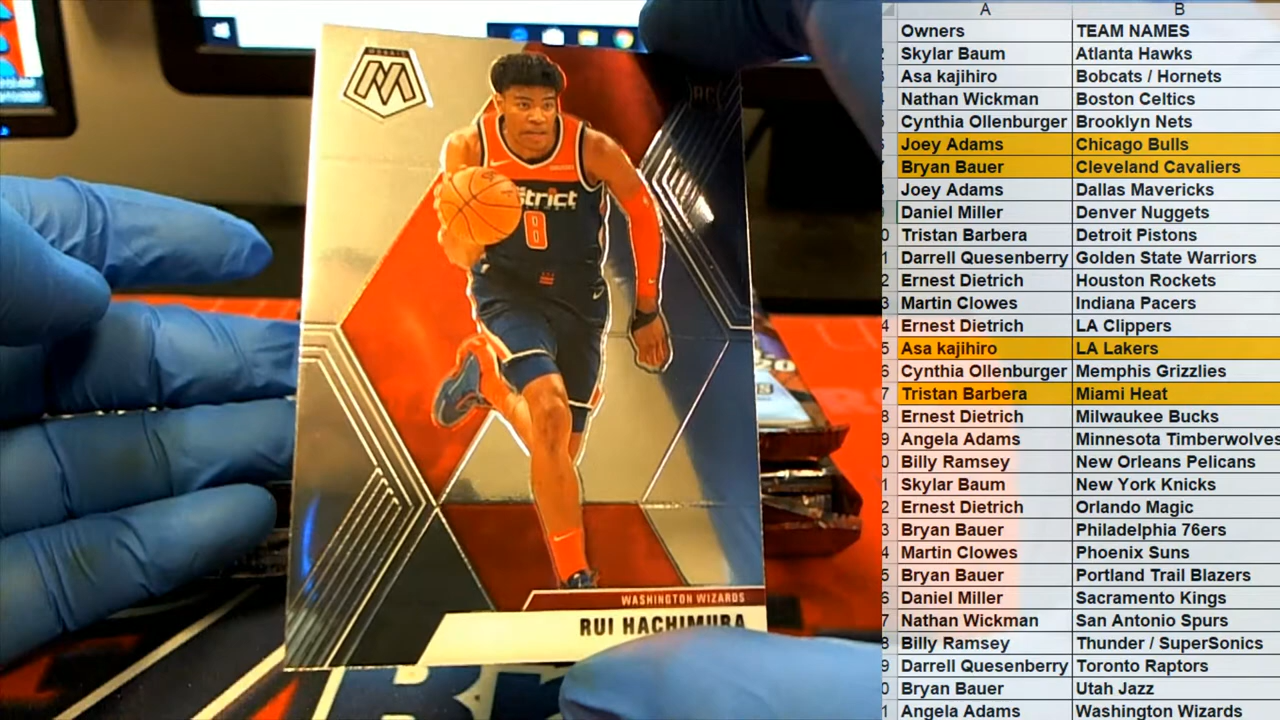 MOSAIC
RC
strict
8
WASHINGTON WIZARDS
RUI HACHIMURA
20
A B
Owners TEAM NAMES
Skylar Baum Atlanta Hawks
Asa kajihiro Bobcats / Hornets
Nathan Wickman Boston Celtics
Cynthia Ollenburger Brooklyn Nets
Joey Adams Chicago Bulls
Bryan Bauer Cleveland Cavaliers
Joey Adams Dallas Mavericks
Daniel Miller Denver Nuggets
Tristan Barbera Detroit Pistons
Darrell Quesenberry Golden State Warriors
Ernest Dietrich Houston Rockets
Martin Clowes Indiana Pacers
Ernest Dietrich LA Clippers
Asa kajihiro LA Lakers
Cynthia Ollenburger Memphis Grizzlies
Tristan Barbera Miami Heat
Ernest Dietrich Milwaukee Bucks
Angela Adams Minnesota Timberwolves
Billy Ramsey New Orleans Pelicans
Skylar Baum New York Knicks
Ernest Dietrich Orlando Magic
Bryan Bauer Philadelphia 76ers
Martin Clowes Phoenix Suns
Bryan Bauer Portland Trail Blazers
Daniel Miller Sacramento Kings
Nathan Wickman San Antonio Spurs
Billy Ramsey Thunder / SuperSonics
Darrell Quesenberry Toronto Raptors
Bryan Bauer Utah Jazz
Angela Adams Washington Wizards